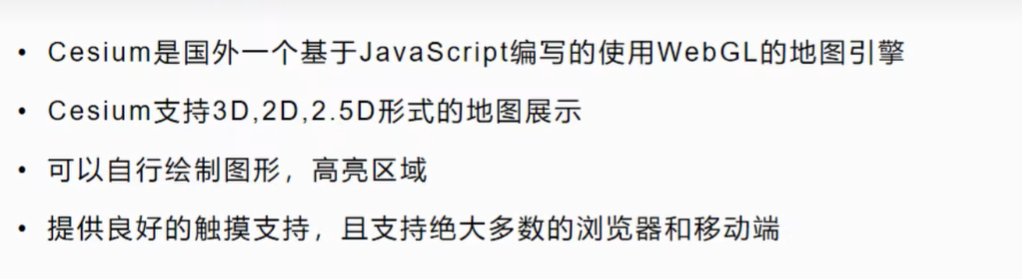 • Cesium是国外一个基于JavaScript编写的使用WebGL的地图引擎
• Cesium支持3D,2D,2.5D形式的地图展示
• 可以自行绘制图形，高亮区域
• 提供良好的触摸支持，且支持绝大多数的浏览器和移动端